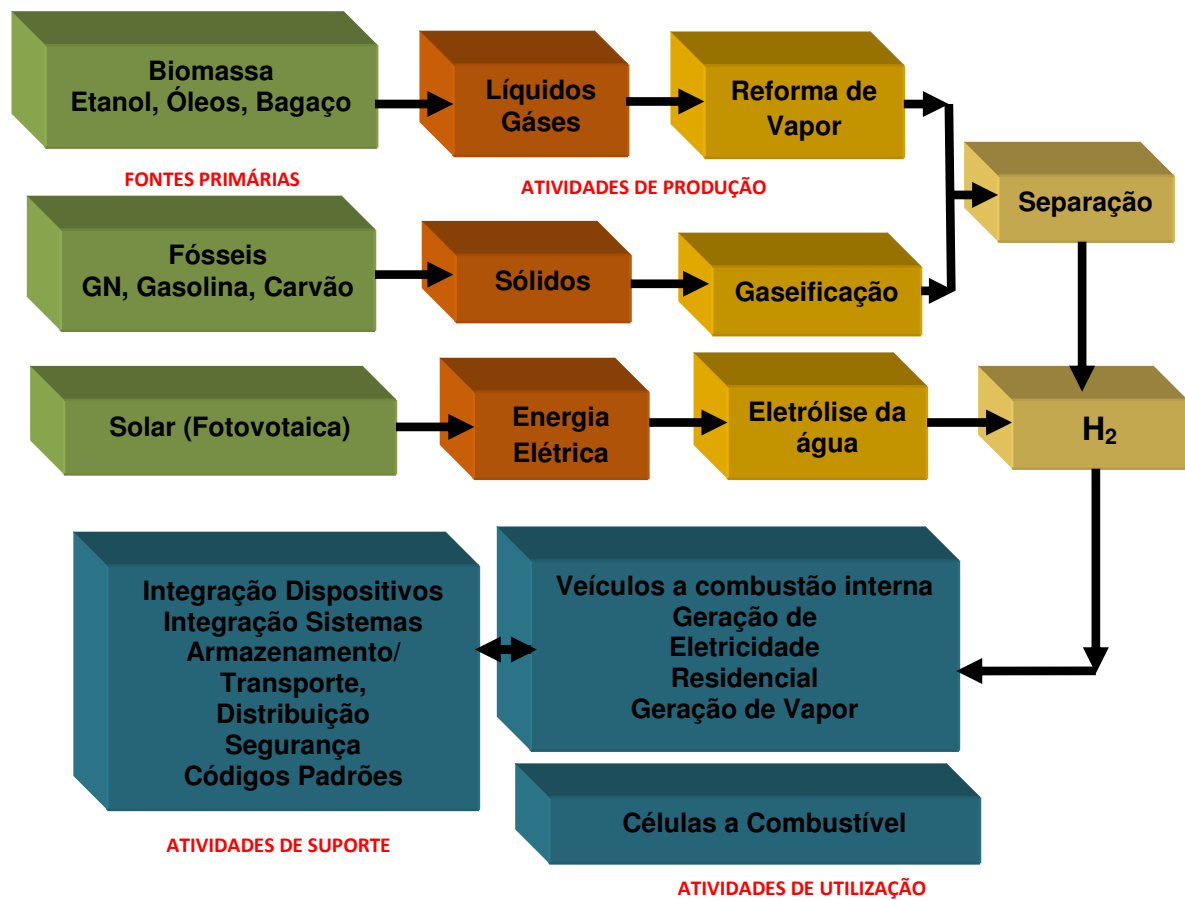 Biomassa
Etanol, Óleos, Bagaço
Líquidos
Gáses
Reforma de
Vapor
FONTES PRIMÁRIAS
ATIVIDADES DE PRODUÇÃO
Separação
Fósseis
GN, Gasolina, Carvão
Sólidos
Gaseificação
Solar (Fotovotaica)
Energia
Elétrica
Eletrólise da
água
H₂
Integração Dispositivos
Integração Sistemas
Armazenamento/
Transporte,
Distribuição
Segurança
Códigos Padrões
Veículos a combustão interna
Geração de
Eletricidade
Residencial
Geração de Vapor
Células a Combustível
ATIVIDADES DE SUPORTE
ATIVIDADES DE UTILIZAÇÃO